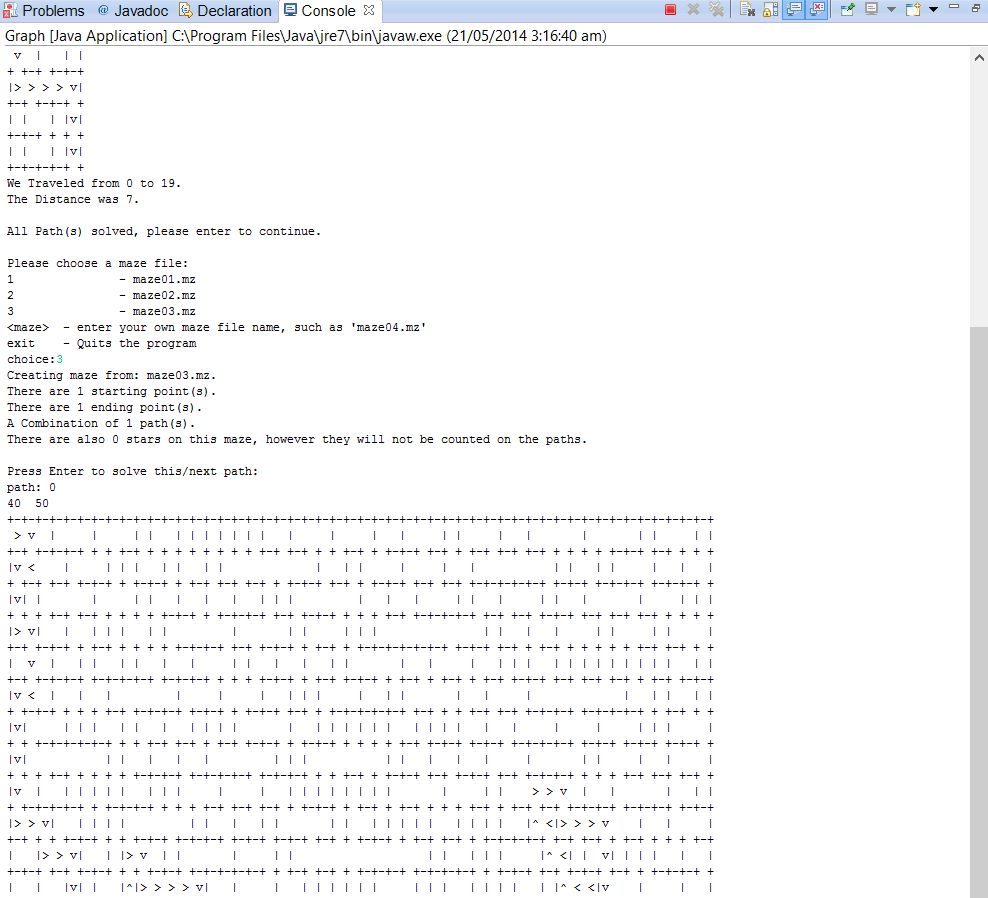 Problems @ Javadoc Declaration Console
Graph [Java Application] C:\Program Files\Java\jre7\bin\javaw.exe (21/05/2014 3:16:40 am)
 v  |   | |
+ +-+ +-+-+
|> > > > v|
+-+ +-+-+ +
| |   | |v|
+-+-+ + + +
| |   | |v|
+-+-+-+-+ +
We Traveled from 0 to 19.
The Distance was 7.
All Path(s) solved, please enter to continue.
Please choose a maze file:
1               - maze01.mz
2               - maze02.mz
3               - maze03.mz
<maze>  - enter your own maze file name, such as 'maze04.mz'
exit    - Quits the program
choice:3
Creating maze from: maze03.mz.
There are 1 starting point(s).
There are 1 ending point(s).
A Combination of 1 path(s).
There are also 0 stars on this maze, however they will not be counted on the paths.
Press Enter to solve this/next path:
path: 0
40  50
+-+-+-+-+-+-+-+-+-+-+-+-+-+-+-+-+-+-+-+-+-+-+-+-+-+-+-+-+-+-+-+-+-+-+-+-+-+-+-+-+-+-+-+-+-+-+-+-+-+-+